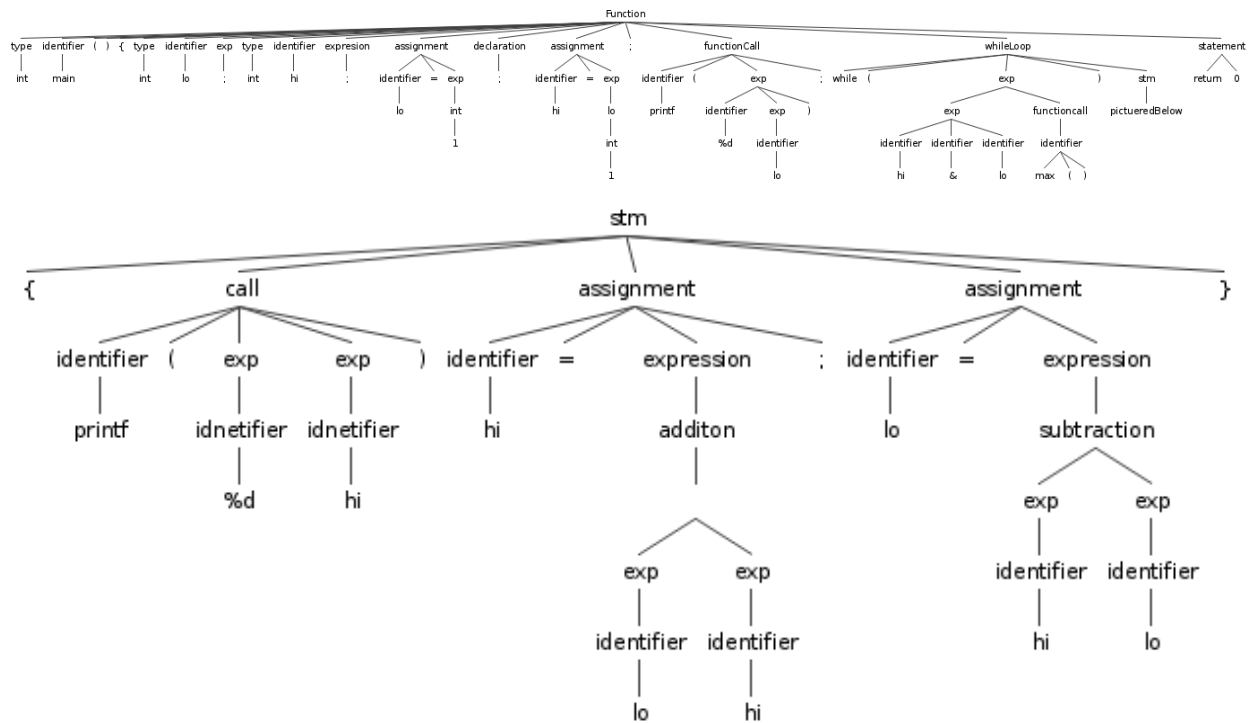 Function
type identifier ( ) { type identifier exp type identifier expresion assignment declaration assignment ; functionCall whileLoop statement
int main int lo ; int hi ; identifier = exp ; identifier = exp identifier ( exp ; while ( exp ) stm return 0
lo int hi lo printf identifier exp ) exp functioncall pictueredBelow
1 int %d identifier identifier identifier identifier identifier
1 lo hi & lo max ( )
stm
{ call assignment assignment }
identifier ( exp exp ) identifier = expression ; identifier = expression
printf idnetifier idnetifier hi additon lo subtraction
%d hi exp exp
exp exp identifier identifier
identifier identifier hi lo
lo hi